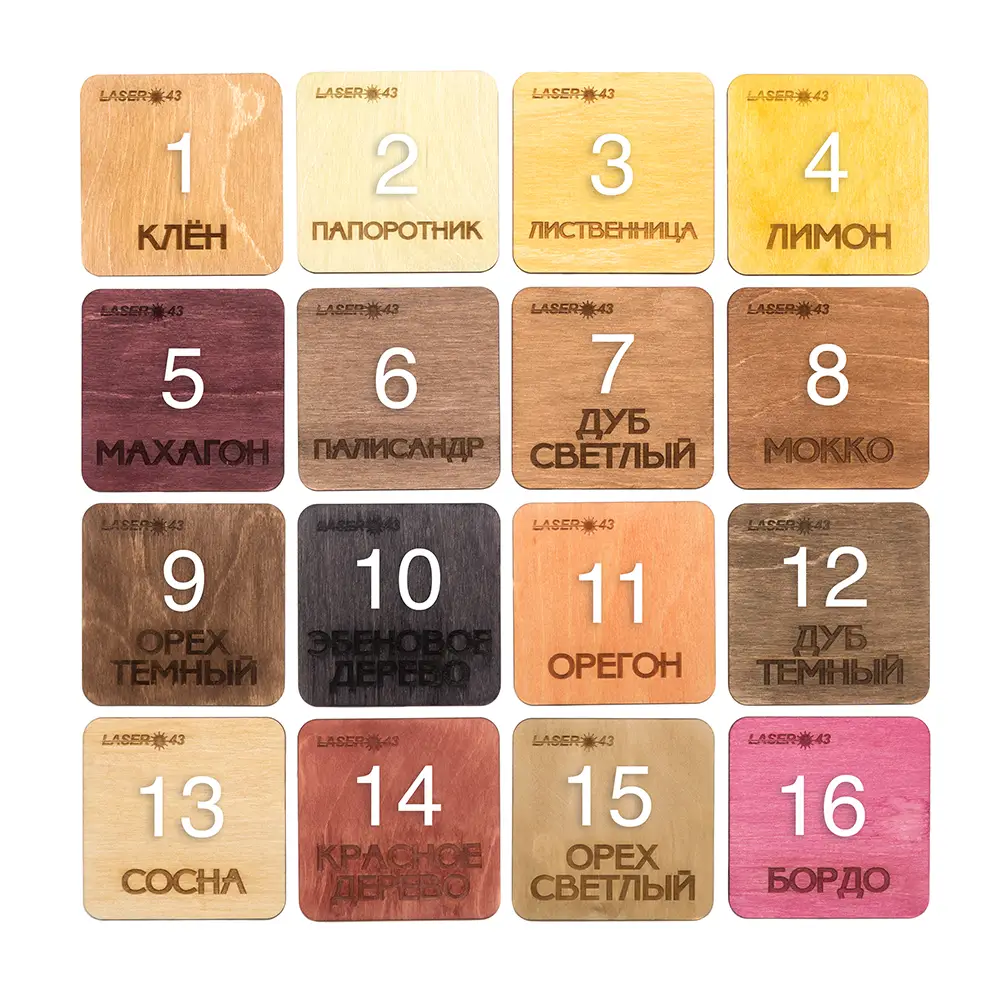 LASER 43
1
КЛЁН
LASER 43
2
ПАПОРОТНИК
LASER 43
3
ЛИСТВЕННИЦА
LASER 43
4
ЛИМОН
LASER 43
5
МАХАГОН
LASER 43
6
ПАЛИСАНДР
LASER 43
7
ДУБ
СВЕТЛЫЙ
LASER 43
8
МОККО
LASER 43
9
ОРЕХ
ТЕМНЫЙ
LASER 43
10
ЭБЕНОВОЕ
ДЕРЕВО
LASER 43
11
ОРЕГОН
LASER 43
12
ДУБ
ТЕМНЫЙ
LASER 43
13
СОСНА
LASER 43
14
КРАСНОЕ
ДЕРЕВО
LASER 43
15
ОРЕХ
СВЕТЛЫЙ
LASER 43
16
БОРДО